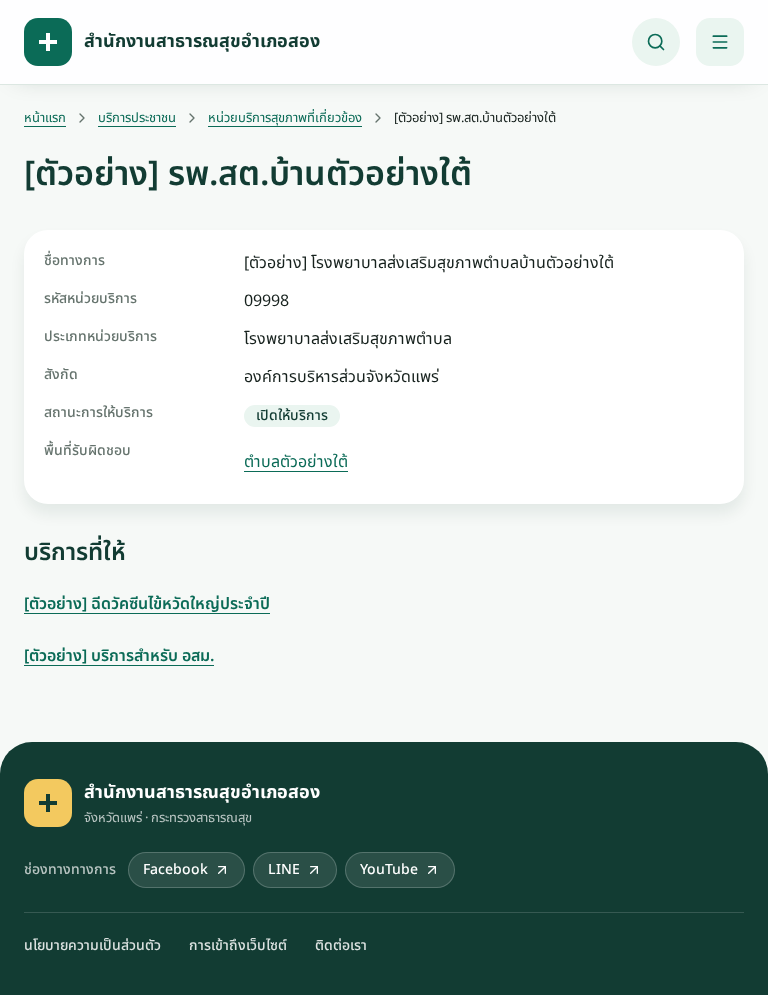 สำนักงานสาธารณสุขอำเภอสอง
หน้าแรก > บริการประชาชน > หน่วยบริการสุขภาพที่เกี่ยวข้อง > [ตัวอย่าง] รพ.สต.บ้านตัวอย่างใต้
[ตัวอย่าง] รพ.สต.บ้านตัวอย่างใต้
ชื่อทางการ [ตัวอย่าง] โรงพยาบาลส่งเสริมสุขภาพตำบลบ้านตัวอย่างใต้
รหัสหน่วยบริการ 09998
ประเภทหน่วยบริการ โรงพยาบาลส่งเสริมสุขภาพตำบล
สังกัด องค์การบริหารส่วนจังหวัดแพร่
สถานะการให้บริการ เปิดให้บริการ
พื้นที่รับผิดชอบ ตำบลตัวอย่างใต้
บริการที่ให้
[ตัวอย่าง] ฉีดวัคซีนไข้หวัดใหญ่ประจำปี
[ตัวอย่าง] บริการสำหรับ อสม.
สำนักงานสาธารณสุขอำเภอสอง
จังหวัดแพร่ · กระทรวงสาธารณสุข
ช่องทางทางการ Facebook LINE YouTube
นโยบายความเป็นส่วนตัว การเข้าถึงเว็บไซต์ ติดต่อเรา